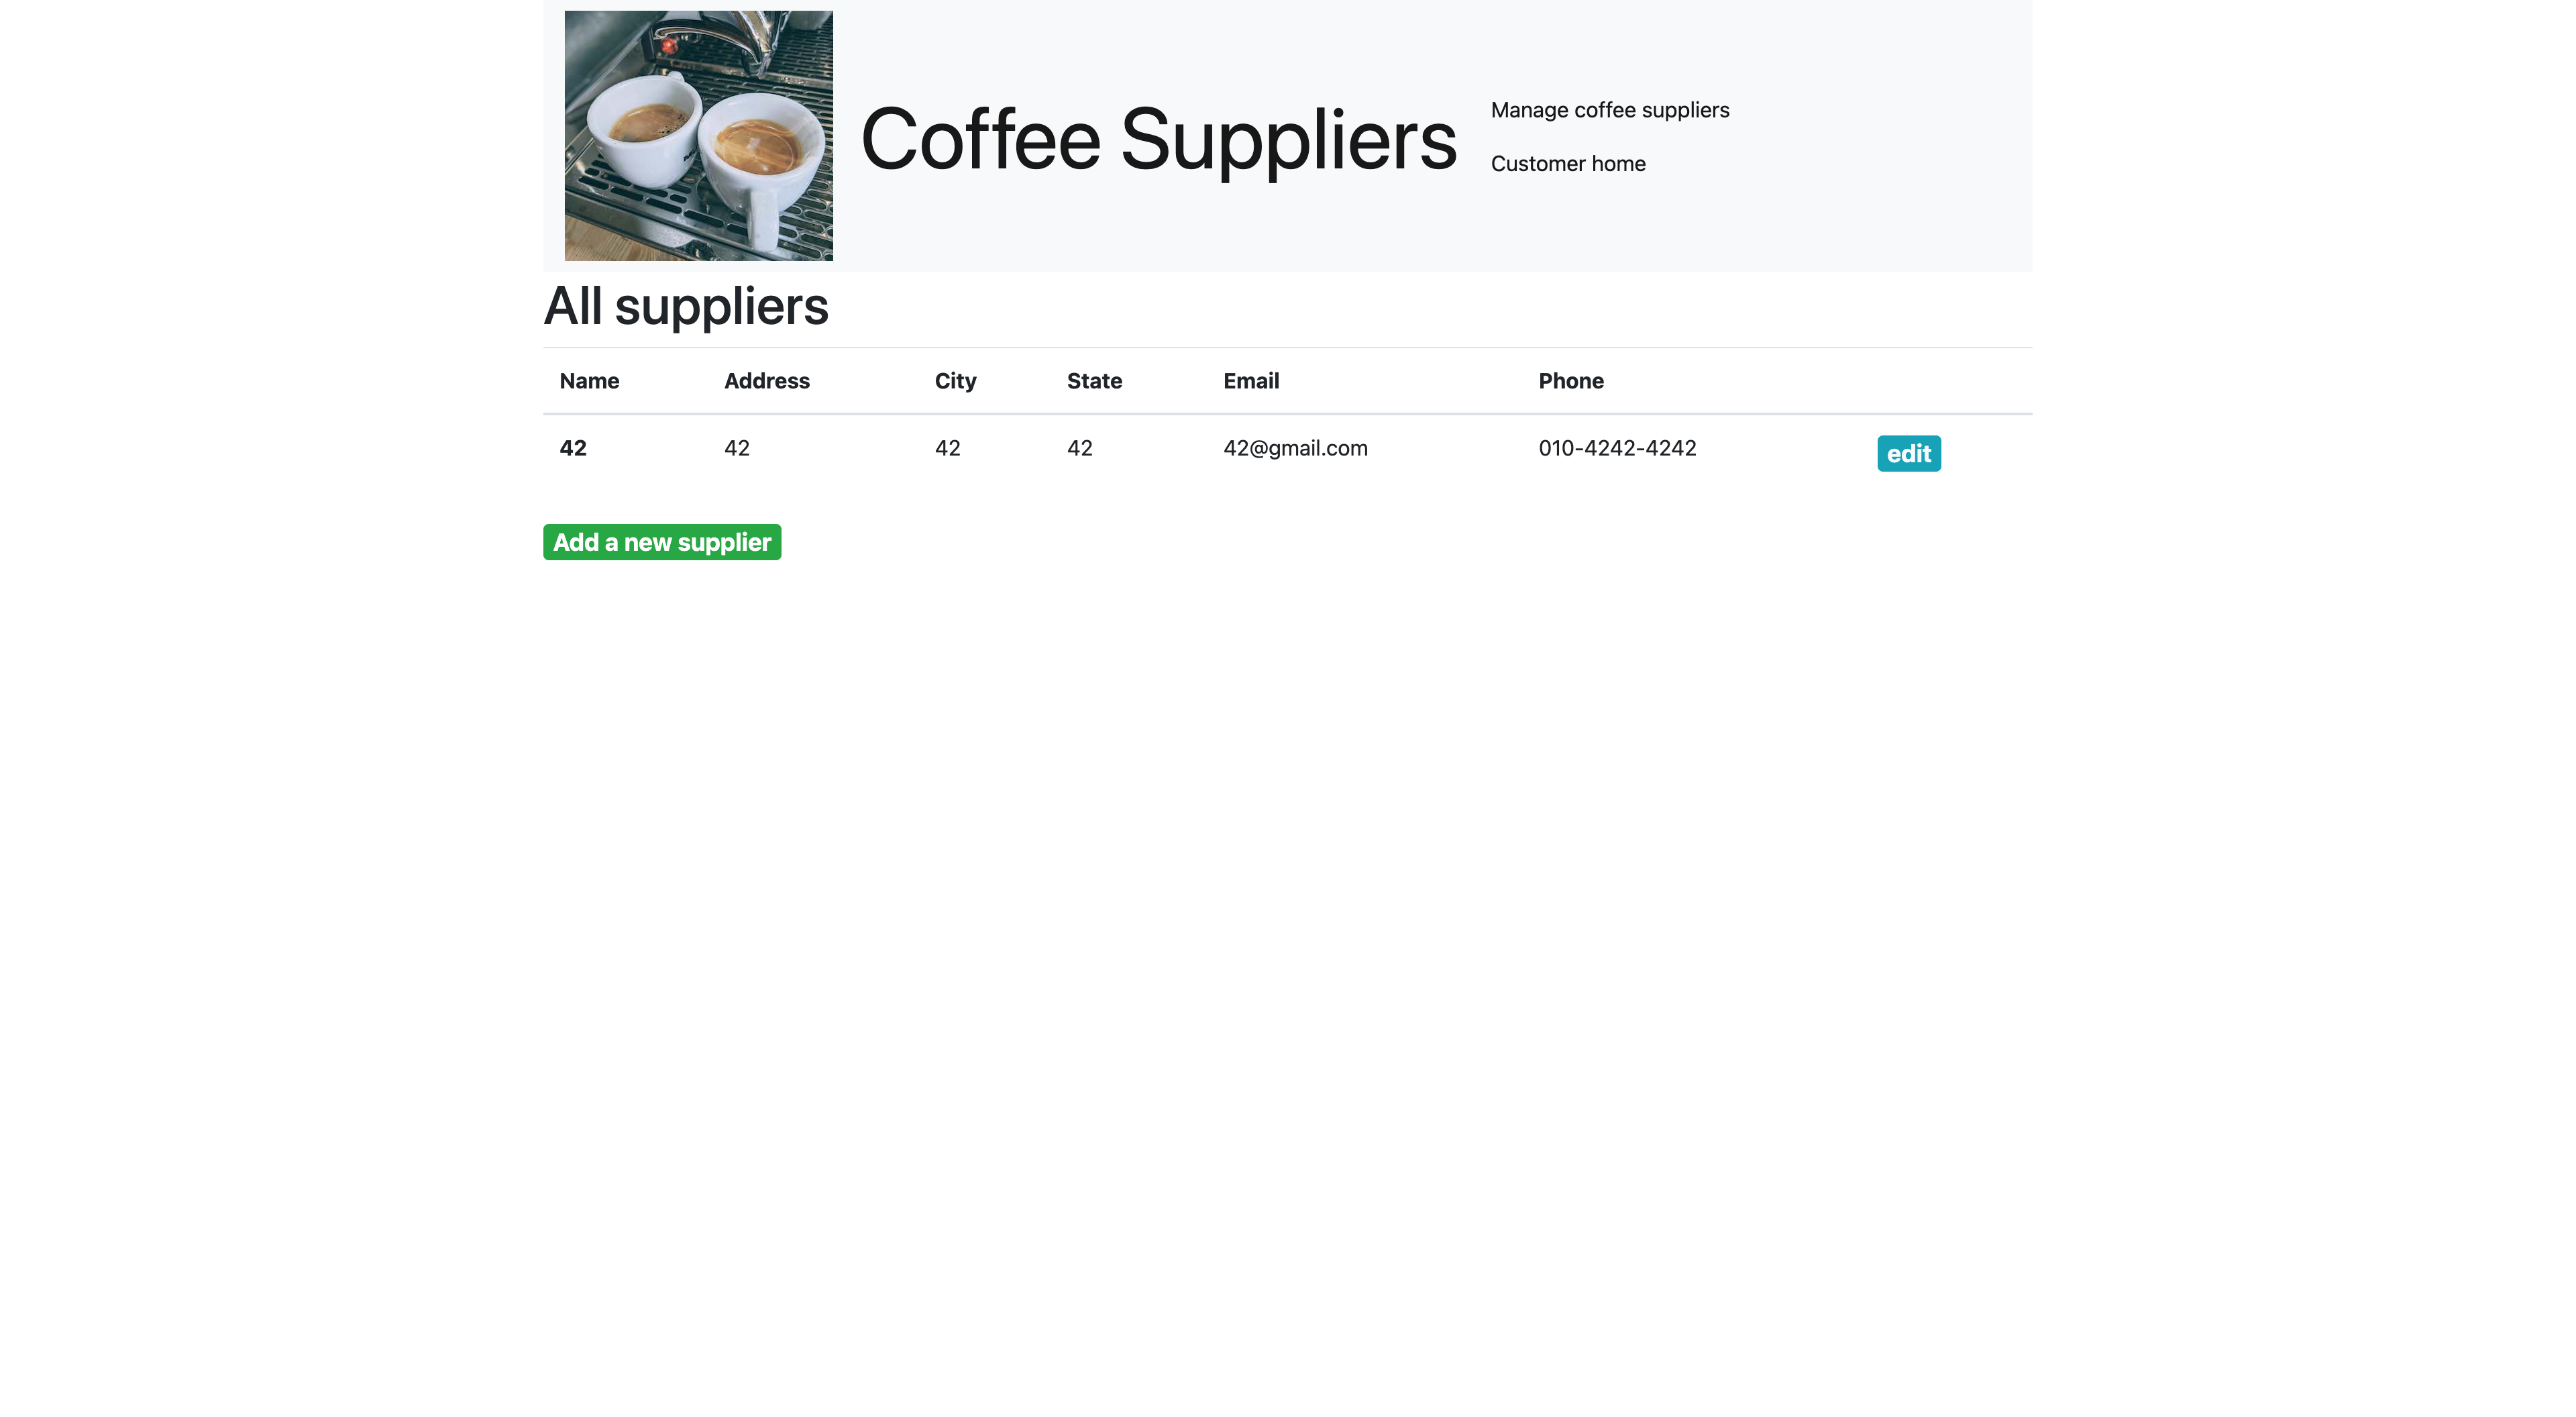 Coffee Suppliers
Manage coffee suppliers
Customer home
All suppliers
Name Address City State Email Phone
42 42 42 42 42@gmail.com 010-4242-4242 edit
Add a new supplier